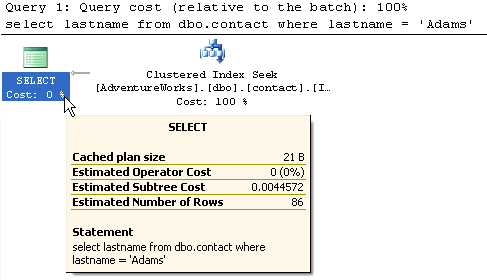 Query 1: Query cost (relative to the batch): 100%
select lastname from dbo.contact where lastname = 'Adams'
SELECT
Cost: 0 %
Clustered Index Seek
[AdventureWorks].[dbo].[contact].[I…
Cost: 100 %
SELECT
Cached plan size 21 B
Estimated Operator Cost 0 (0%)
Estimated Subtree Cost 0.0044572
Estimated Number of Rows 86
Statement
select lastname from dbo.contact where
lastname = 'Adams'